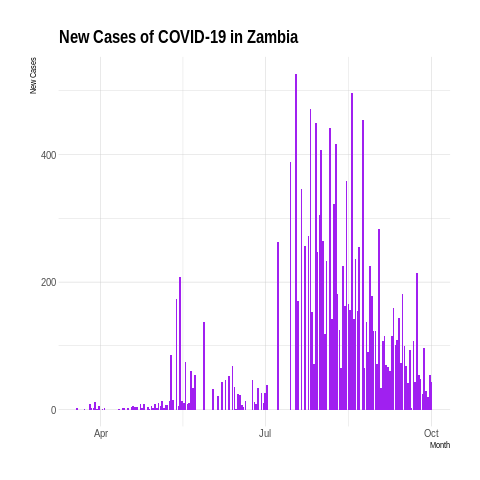 New Cases of COVID-19 in Zambia
New Cases
400
200
0
Apr
Jul
Oct
Month